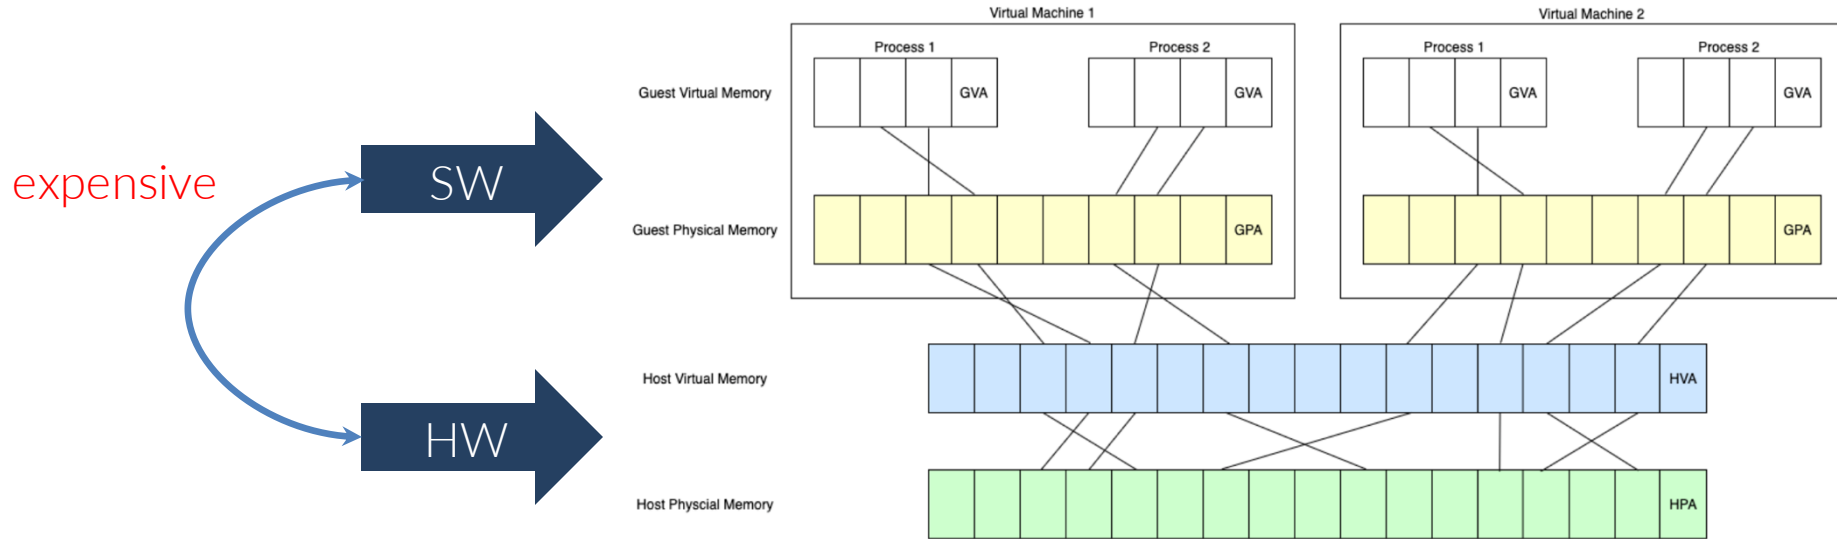 Virtual Machine 1
Virtual Machine 2
Process 1
Process 2
Process 1
Process 2
Guest Virtual Memory
GVA
GVA
GVA
GVA
expensive
SW
Guest Physical Memory
GPA
GPA
Host Virtual Memory
HVA
HW
Host Physcial Memory
HPA